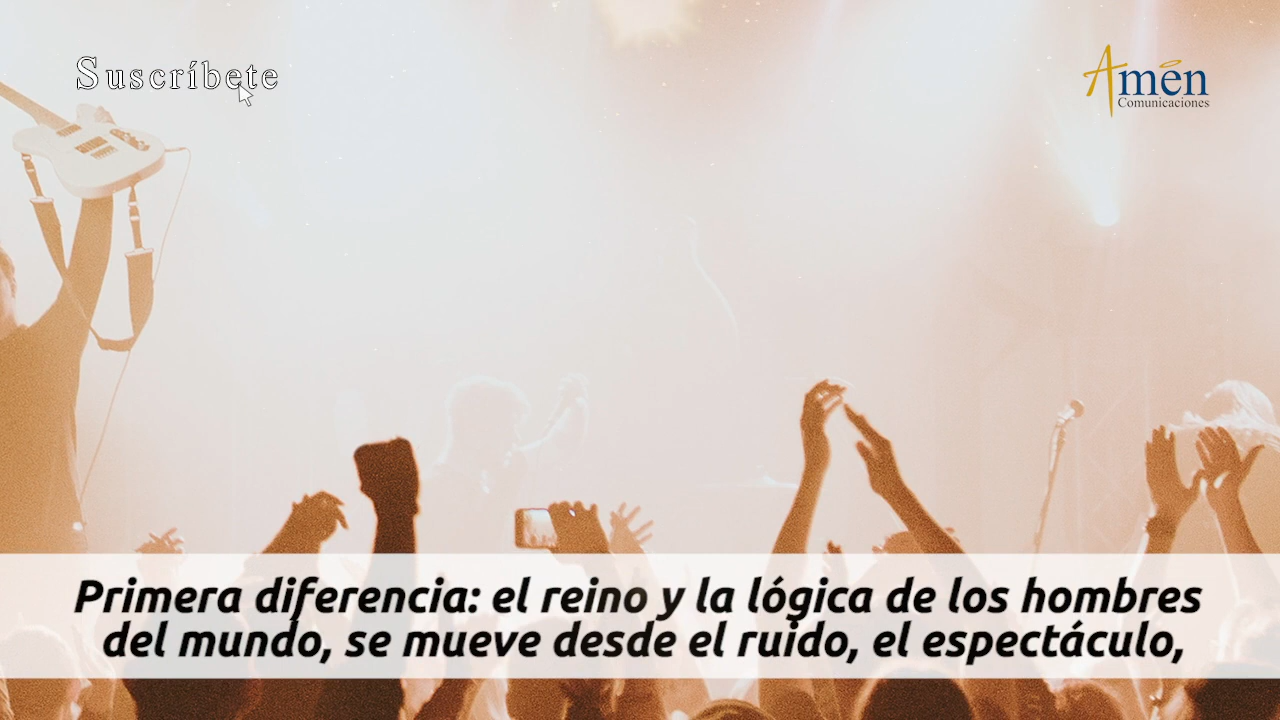 Suscríbete
Amén
Comunicaciones
Primera diferencia: el reino y la lógica de los hombres
del mundo, se mueve desde el ruido, el espectáculo,